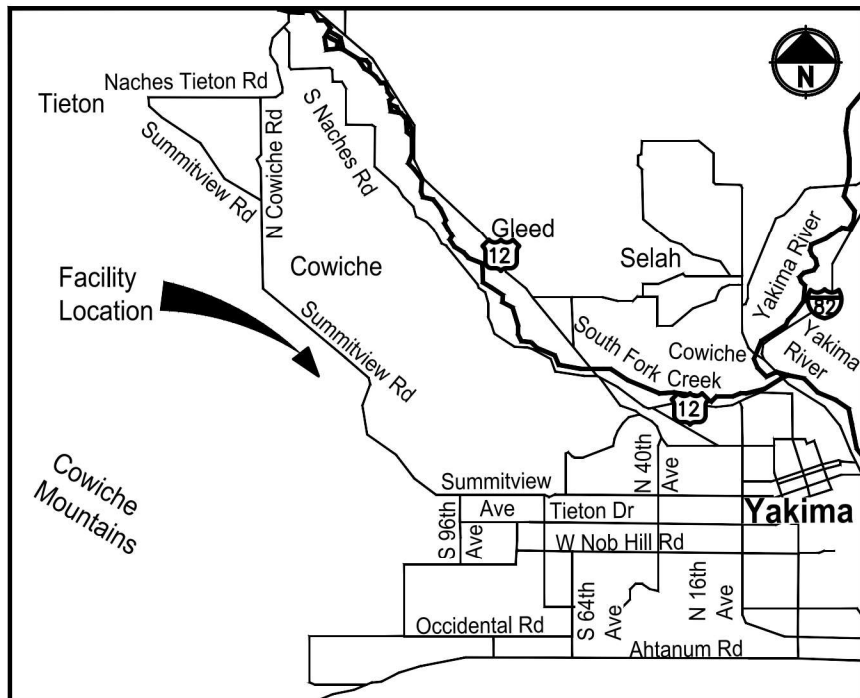 N
Naches Tieton Rd
Tieton
Summitview Rd
N Cowiche Rd
S Naches Rd
Gleed
12
Selah
Yakima River
82
Yakima
River
Cowiche
Facility
Location
Summitview Rd
South Fork
Cowiche
Creek
12
Cowiche
Mountains
Summitview
Ave
N 40th
Ave
Tieton Dr
Yakima
S 96th
Ave
W Nob Hill Rd
S 64th
Ave
N 16th
Ave
Occidental Rd
Ahtanum Rd